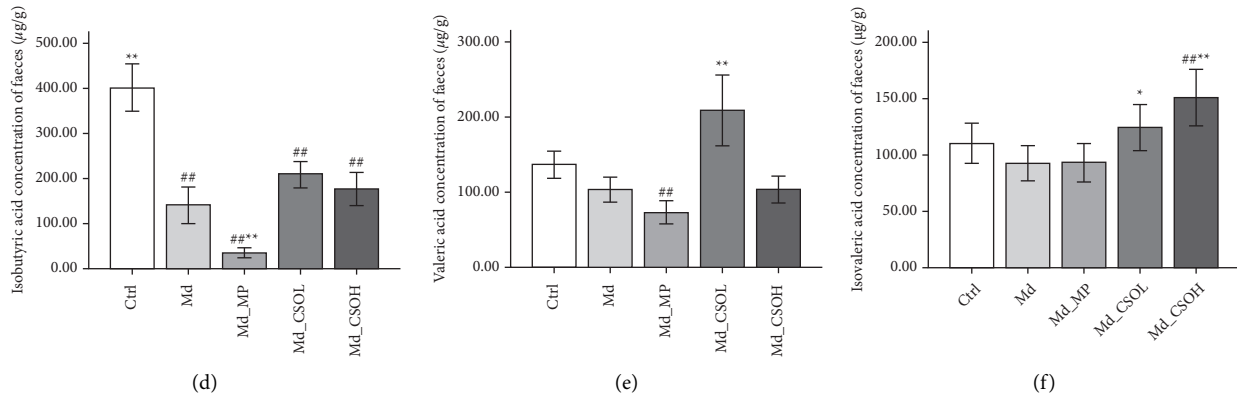 Isobutyric acid concentration of faeces (μg/g)
500.00
400.00
300.00
200.00
100.00
0.00
**
##
##**
##
##
Ctrl
Md
Md_MP
Md_CSOL
Md_CSOH
(d)
Valeric acid concentration of faeces (μg/g)
300.00
200.00
100.00
0.00
##
**
Ctrl
Md
Md_MP
Md_CSOL
Md_CSOH
(e)
Isovaleric acid concentration of faeces (μg/g)
200.00
150.00
100.00
50.00
0.00
*
##**
Ctrl
Md
Md_MP
Md_CSOL
Md_CSOH
(f)